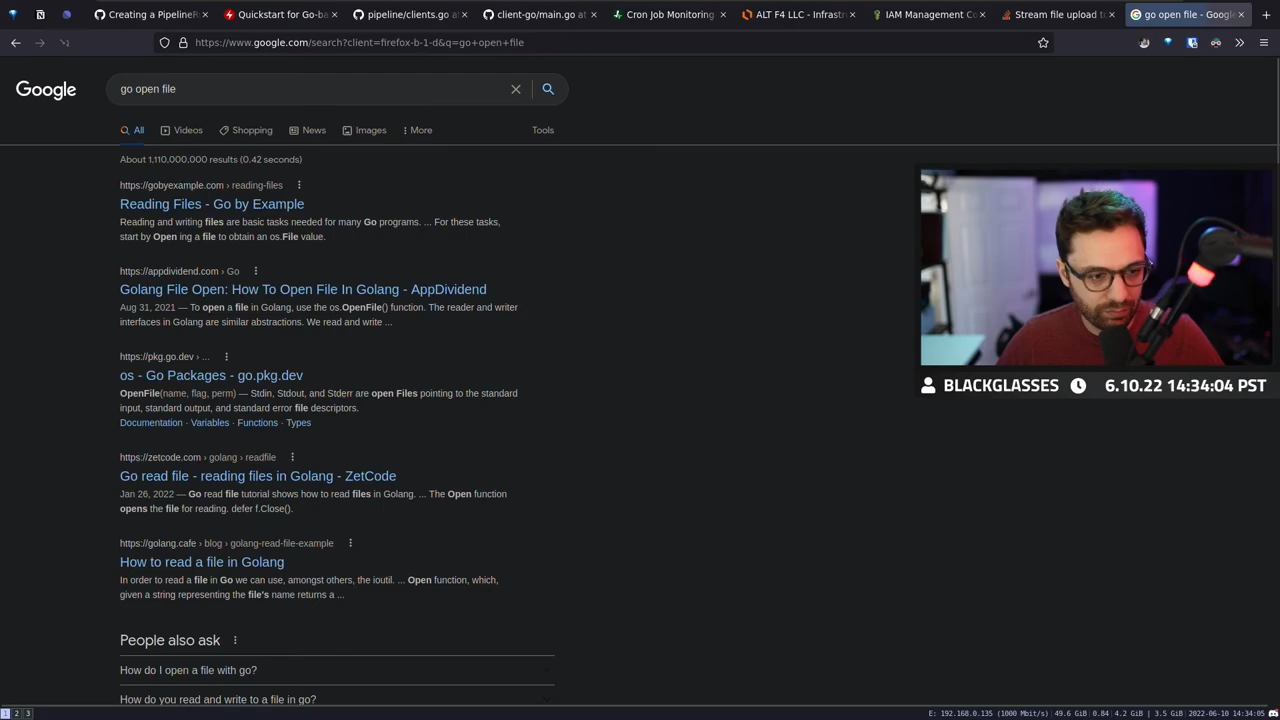 Creating a PipelineR
Quickstart for Go-ba
pipeline/clients.go at
client-go/main.go at
Cron Job Monitoring
ALT F4 LLC - Infrastr
IAM Management Co
Stream file upload t
go open file - Google
https://www.google.com/search?client=firefox-b-1-d&q=go+open+file
Google
go open file
All
Videos
Shopping
News
Images
More
Tools
About 1,110,000,000 results (0.42 seconds)
https://gobyexample.com › reading-files
Reading Files - Go by Example
Reading and writing files are basic tasks needed for many Go programs. ... For these tasks,
start by Open ing a file to obtain an os.File value.
https://appdividend.com › Go
Golang File Open: How To Open File In Golang - AppDividend
Aug 31, 2021 — To open a file in Golang, use the os.OpenFile() function. The reader and writer
interfaces in Golang are similar abstractions. We read and write ...
https://pkg.go.dev › ...
os - Go Packages - go.pkg.dev
OpenFile(name, flag, perm) — Stdin, Stdout, and Stderr are open Files pointing to the standard
input, standard output, and standard error file descriptors.
Documentation · Variables · Functions · Types
https://zetcode.com › golang › readfile
Go read file - reading files in Golang - ZetCode
Jan 26, 2022 — Go read file tutorial shows how to read files in Golang. ... The Open function
opens the file for reading. defer f.Close().
https://golang.cafe › blog › golang-read-file-example
How to read a file in Golang
In order to read a file in Go we can use, amongst others, the ioutil. ... Open function, which,
given a string representing the file's name returns a ...
People also ask
How do I open a file with go?
How do you read and write to a file in go?
BLACKGLASSES
6.10.22 14:34:04 PST
1 2 3
E: 192.168.0.135 (1000 Mbit/s) | 49.6 GiB | 0.84 | 4.2 GiB | 3.5 GiB | 2022-06-10 14:34:05